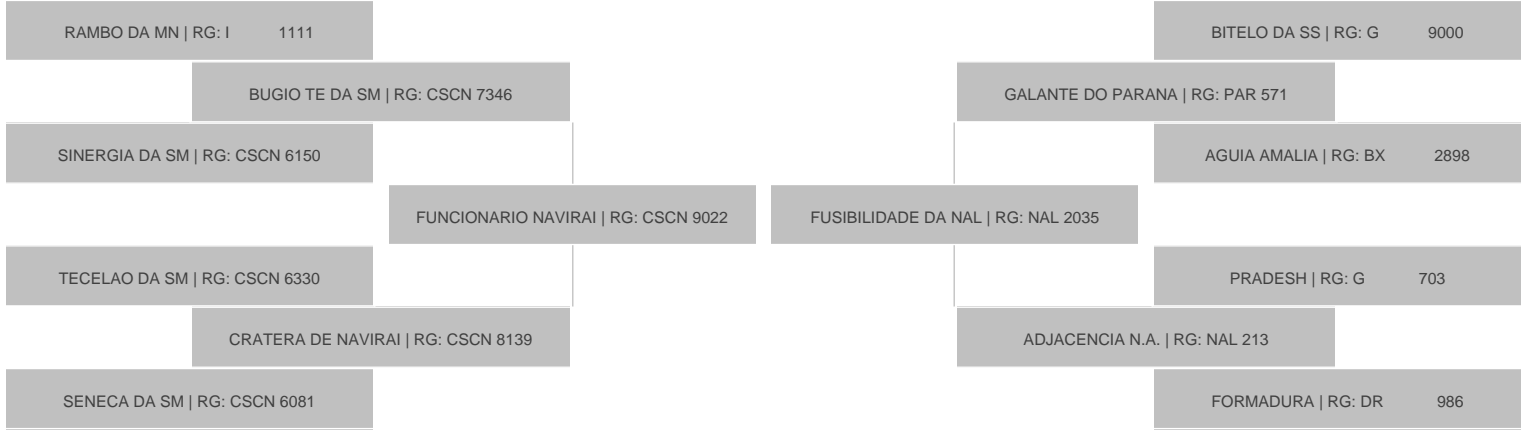 RAMBO DA MN | RG: I 1111
BITELO DA SS | RG: G 9000
BUGIO TE DA SM | RG: CSCN 7346
GALANTE DO PARANA | RG: PAR 571
SINERGIA DA SM | RG: CSCN 6150
AGUIA AMALIA | RG: BX 2898
FUNCIONARIO NAVIRAI | RG: CSCN 9022
FUSIBILIDADE DA NAL | RG: NAL 2035
TECELAO DA SM | RG: CSCN 6330
PRADESH | RG: G 703
CRATERA DE NAVIRAI | RG: CSCN 8139
ADJACENCIA N.A. | RG: NAL 213
SENECA DA SM | RG: CSCN 6081
FORMADURA | RG: DR 986